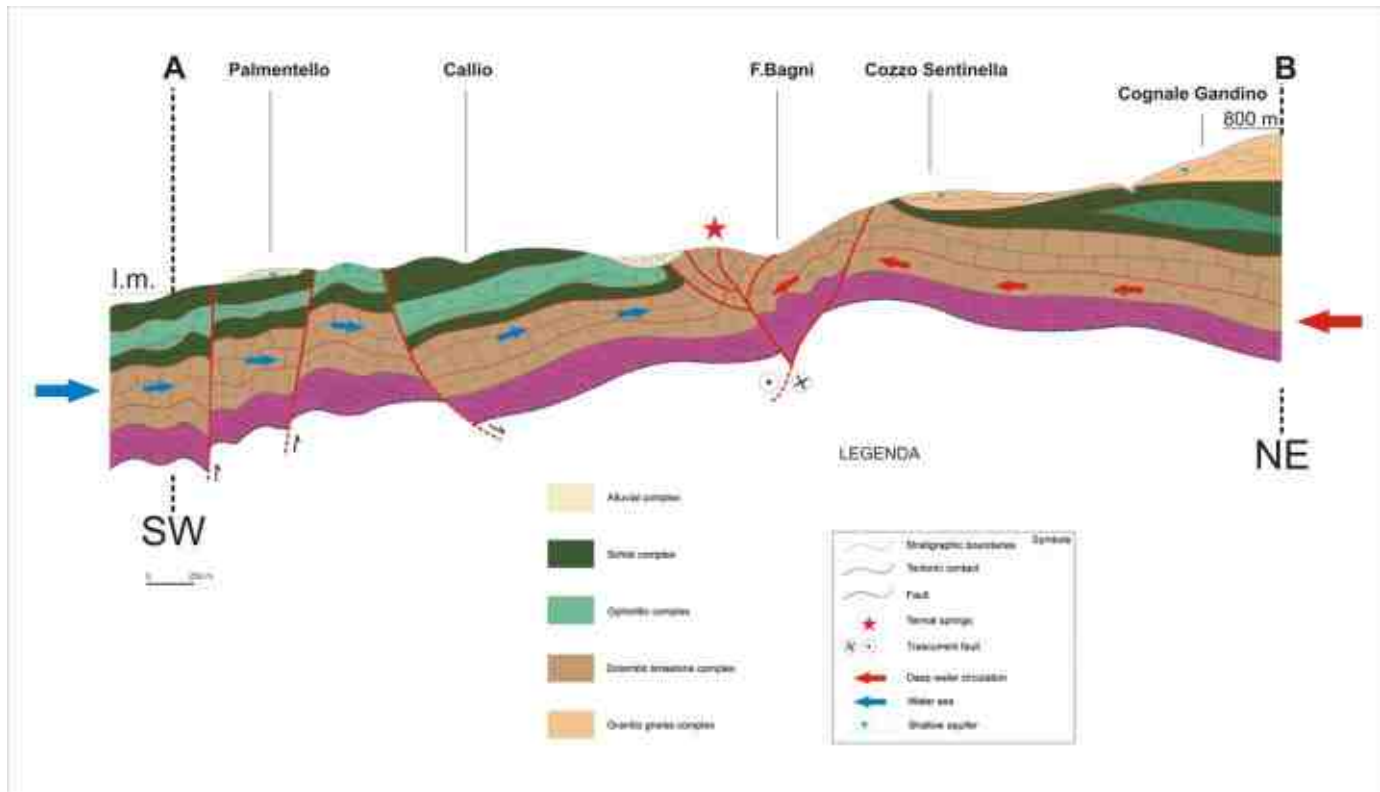 A
Palmentello
Callio
F.Bagni
Cozzo Sentinella
B
Cognale Gandino
800 m
l.m.
SW
NE
LEGENDA
Alluvial complex
Schist complex
Ophiolitic complex
Dolomitic limestone complex
Granitic gneiss complex
Symbols
Stratigraphic boundaries
Tectonic contact
Fault
Termal springs
Trascurrent fault
Deep water circulation
Water sea
Shallow aquifer
0